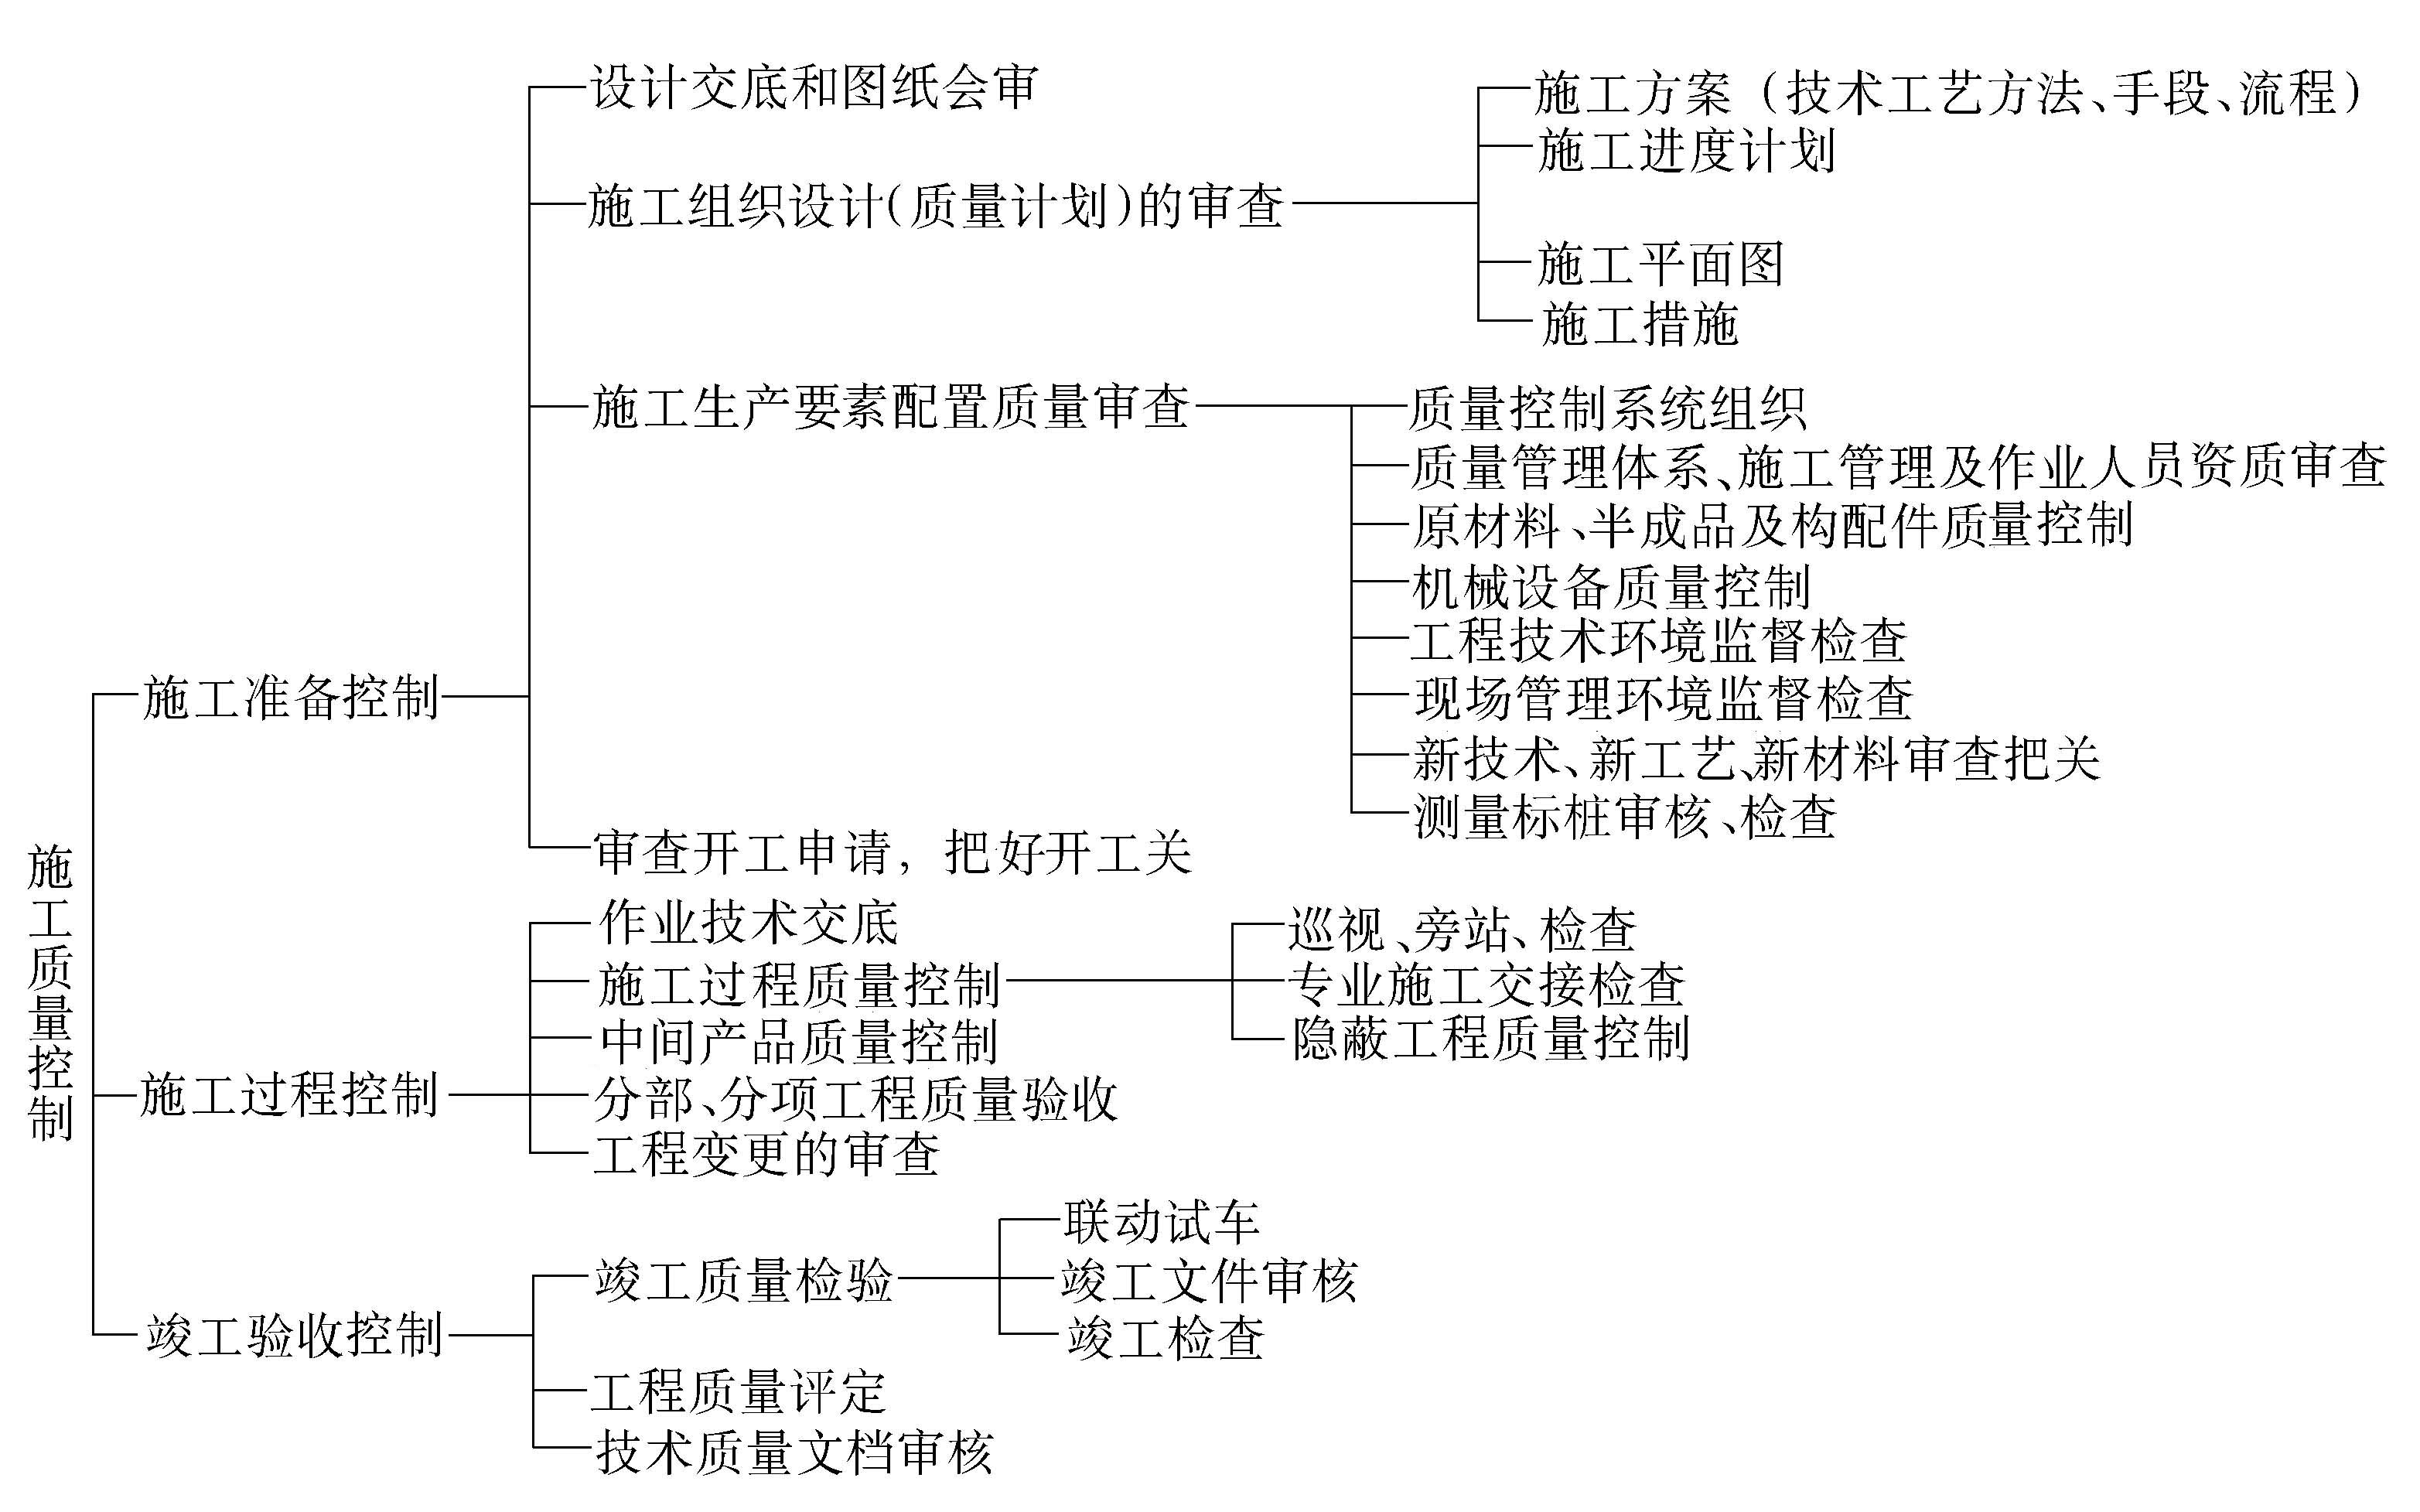 施工质量控制
施工准备控制
设计交底和图纸会审
施工组织设计(质量计划)的审查
施工方案（技术工艺方法、手段、流程）
施工进度计划
施工平面图
施工措施
施工生产要素配置质量审查
质量控制系统组织
质量管理体系、施工管理及作业人员资质审查
原材料、半成品及构配件质量控制
机械设备质量控制
工程技术环境监督检查
现场管理环境监督检查
新技术、新工艺、新材料审查把关
测量标桩审核、检查
审查开工申请，把好开工关
施工过程控制
作业技术交底
施工过程质量控制
巡视、旁站、检查
专业施工交接检查
隐蔽工程质量控制
中间产品质量控制
分部、分项工程质量验收
工程变更的审查
竣工验收控制
竣工质量检验
联动试车
竣工文件审核
竣工检查
工程质量评定
技术质量文档审核